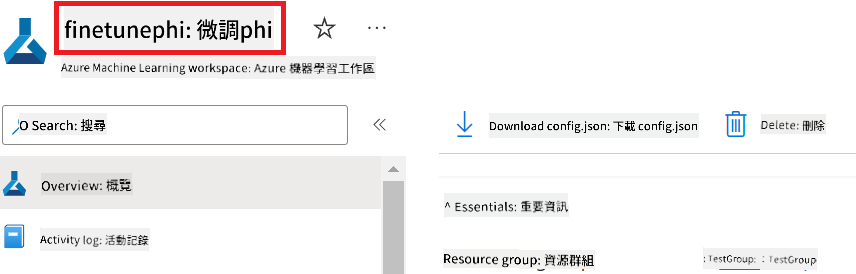 finetunephi: 微調phi
Azure Machine Learning workspace: Azure 機器學習工作區
Search: 搜尋
Download config.json: 下載 config.json
Delete: 刪除
Overview: 概覽
^ Essentials: 重要資訊
Activity log: 活動記錄
Resource group: 資源群組
: TestGroup: : TestGroup